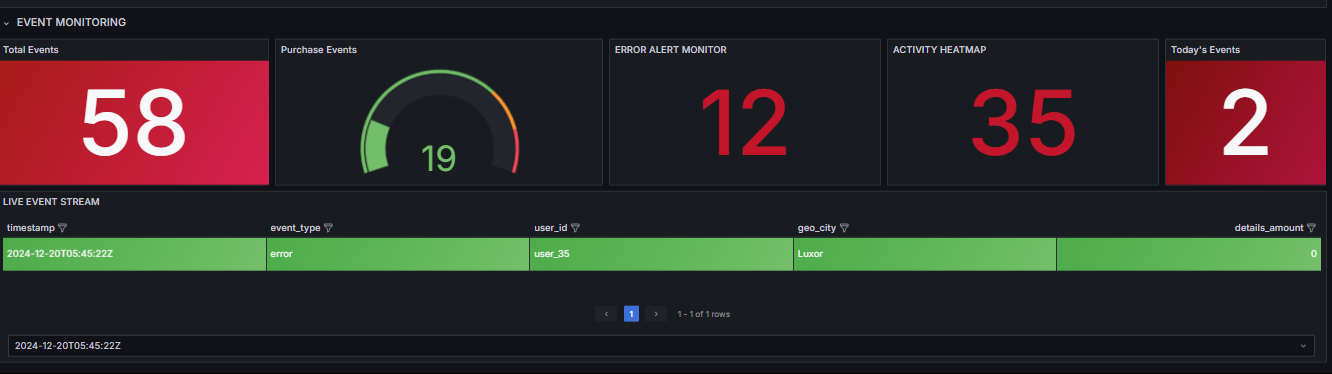 EVENT MONITORING
Total Events
Purchase Events
ERROR ALERT MONITOR
ACTIVITY HEATMAP
Today's Events
58
19
12
35
2
LIVE EVENT STREAM
timestamp event_type user_id geo_city details_amount
2024-12-20T05:45:22Z error user_35 Luxor 0
1
1 - 1 of 1 rows
2024-12-20T05:45:22Z